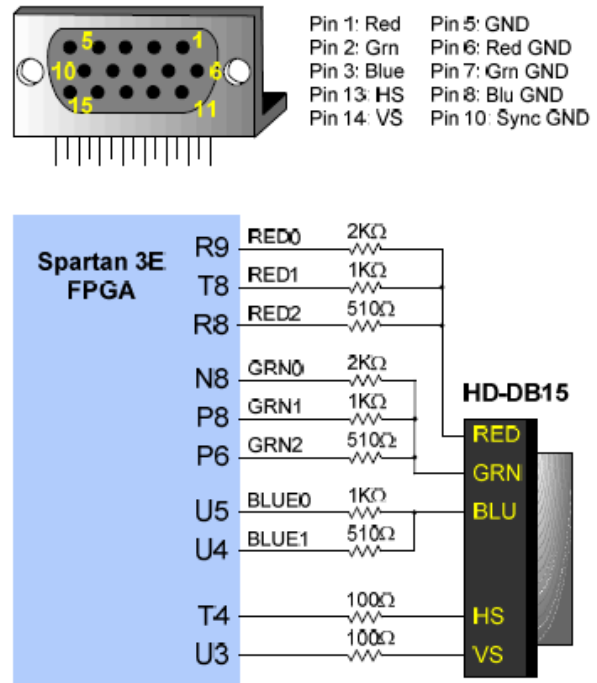 5 1
10 6
15 11
Pin 1: Red Pin 5: GND
Pin 2: Grn Pin 6: Red GND
Pin 3: Blue Pin 7: Grn GND
Pin 13: HS Pin 8: Blu GND
Pin 14: VS Pin 10: Sync GND
Spartan 3E
FPGA
R9 RED0 2KΩ
T8 RED1 1KΩ
R8 RED2 510Ω
N8 GRN0 2KΩ
P8 GRN1 1KΩ
P6 GRN2 510Ω
U5 BLUE0 1KΩ
U4 BLUE1 510Ω
T4 100Ω
U3 100Ω
HD-DB15
RED
GRN
BLU
HS
VS